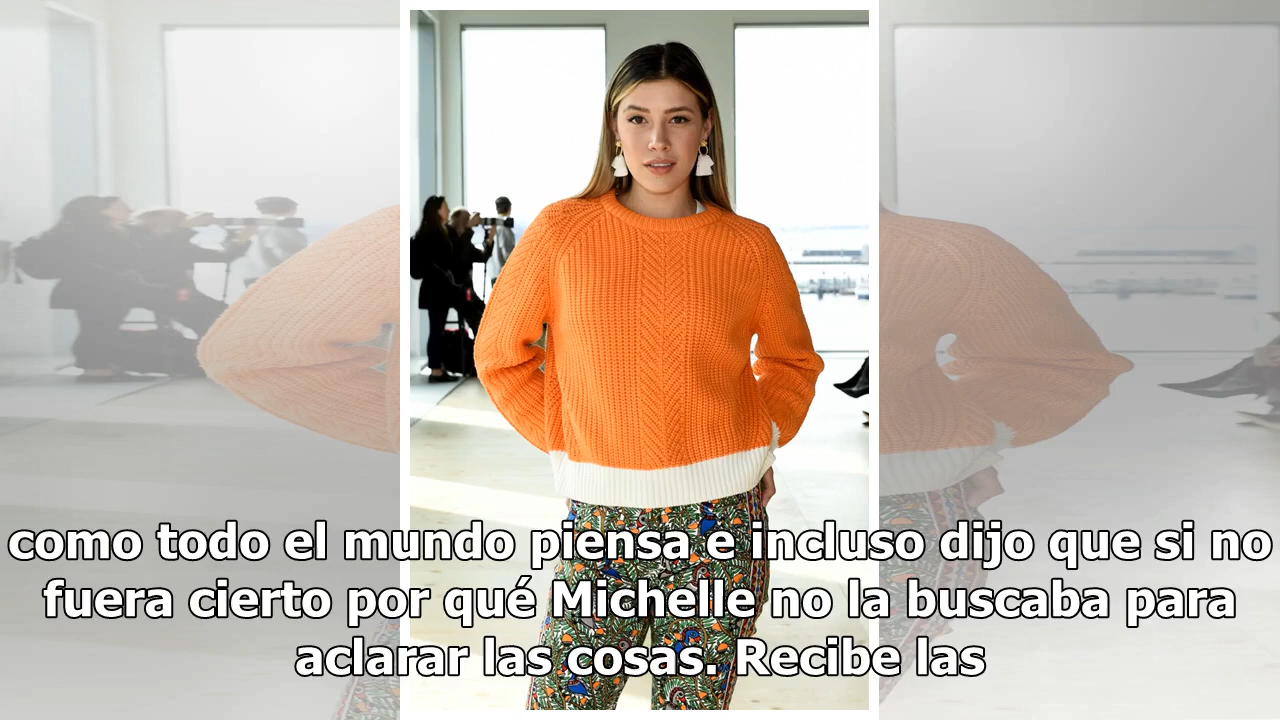 como todo el mundo piensa e incluso dijo que si no
fuera cierto por qué Michelle no la buscaba para
aclarar las cosas. Recibe las